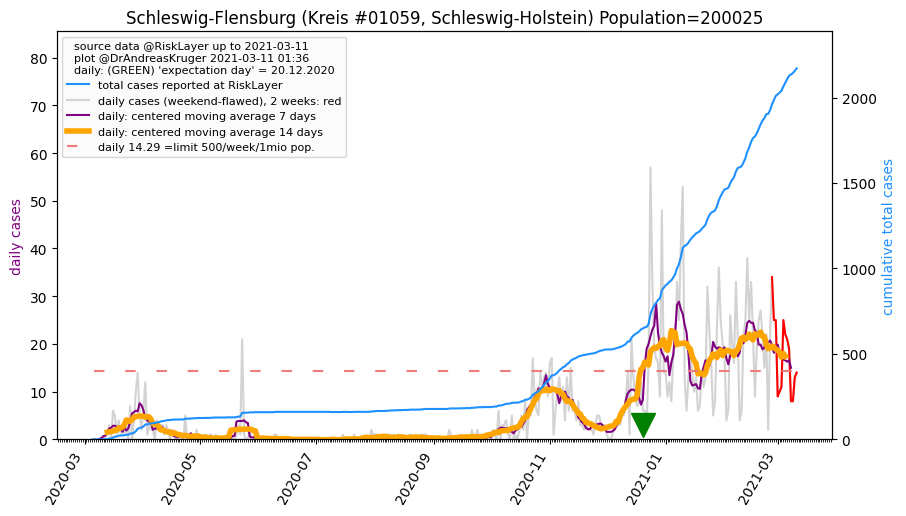 Schleswig-Flensburg (Kreis #01059, Schleswig-Holstein) Population=200025
source data @RiskLayer up to 2021-03-11
plot @DrAndreasKruger 2021-03-11 01:36
daily: (GREEN) 'expectation day' = 20.12.2020
total cases reported at RiskLayer
daily cases (weekend-flawed), 2 weeks: red
daily: centered moving average 7 days
daily: centered moving average 14 days
daily 14.29 =limit 500/week/1mio pop.
daily cases
80
70
60
50
40
30
20
10
0
cumulative total cases
2000
1500
1000
500
0
2020-03
2020-05
2020-07
2020-09
2020-11
2021-01
2021-03